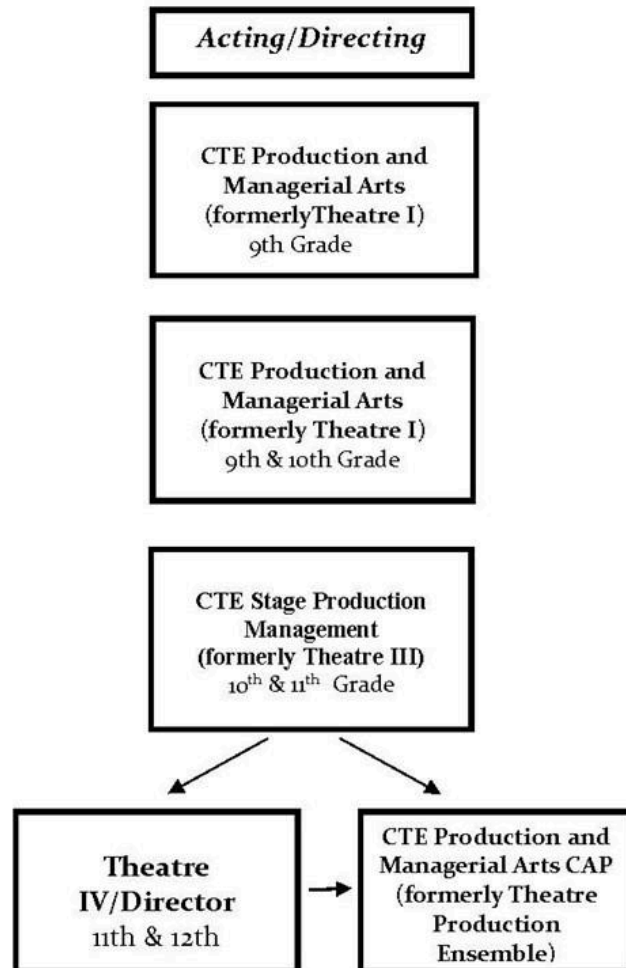 Acting/Directing
CTE Production and
Managerial Arts
(formerlyTheatre I)
9th Grade
CTE Production and
Managerial Arts
(formerly Theatre I)
9th & 10th Grade
CTE Stage Production
Management
(formerly Theatre III)
10th & 11th Grade
Theatre
IV/Director
11th & 12th
CTE Production and
Managerial Arts CAP
(formerly Theatre
Production
Ensemble)